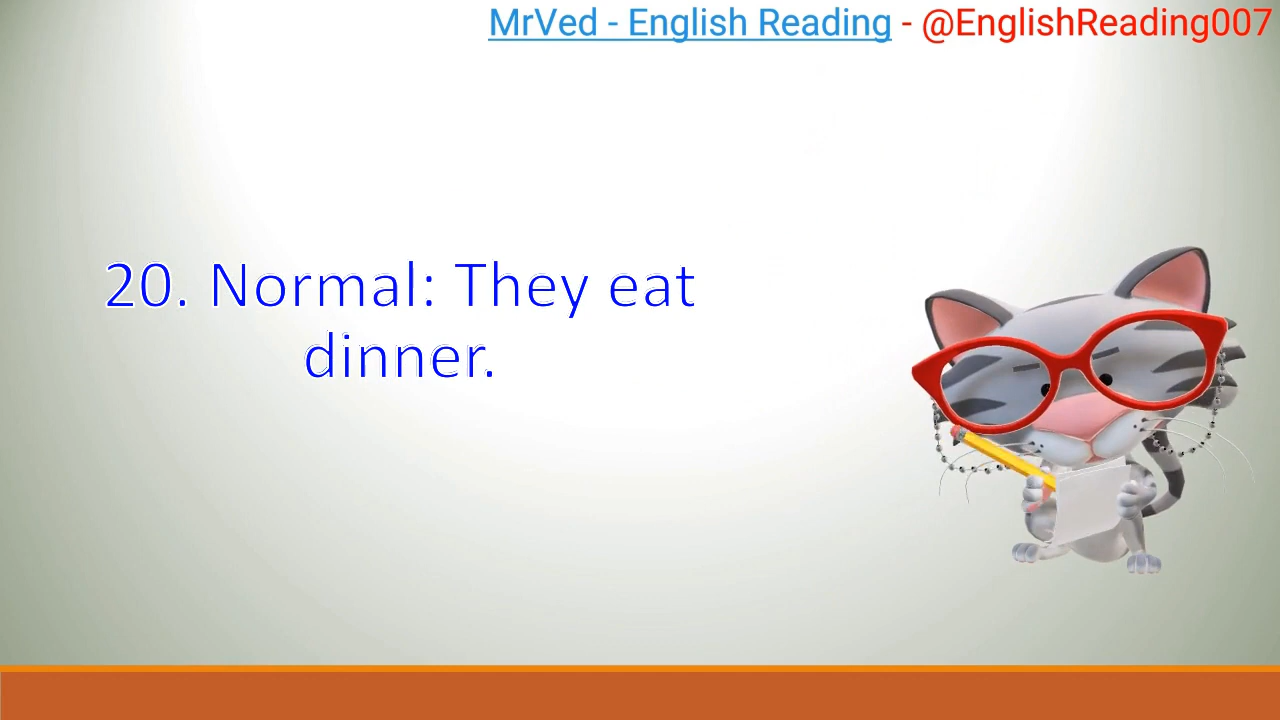 MrVed - English Reading - @EnglishReading007
20. Normal: They eat
dinner.